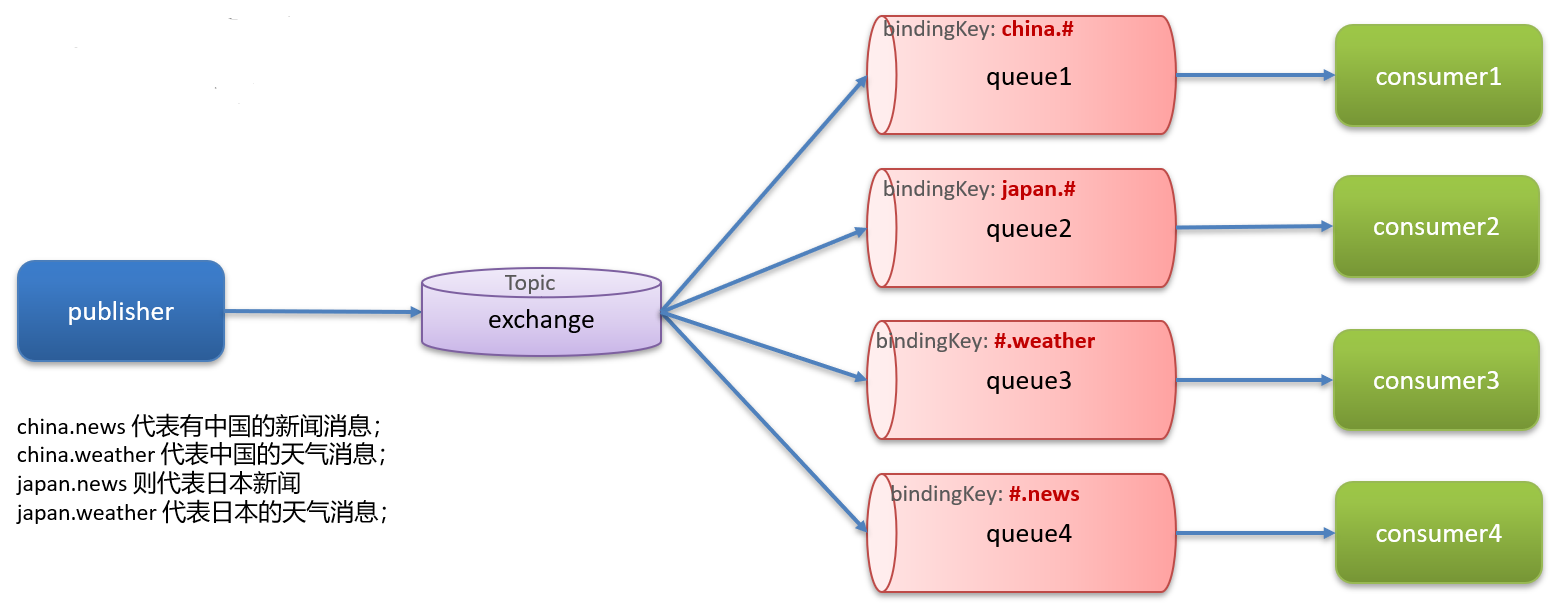 bindingKey: china.#
queue1
consumer1
bindingKey: japan.#
queue2
consumer2
publisher
Topic
exchange
bindingKey: #.weather
queue3
consumer3
china.news 代表有中国的新闻消息；
china.weather 代表中国的天气消息；
japan.news 则代表日本新闻
japan.weather 代表日本的天气消息；
bindingKey: #.news
queue4
consumer4